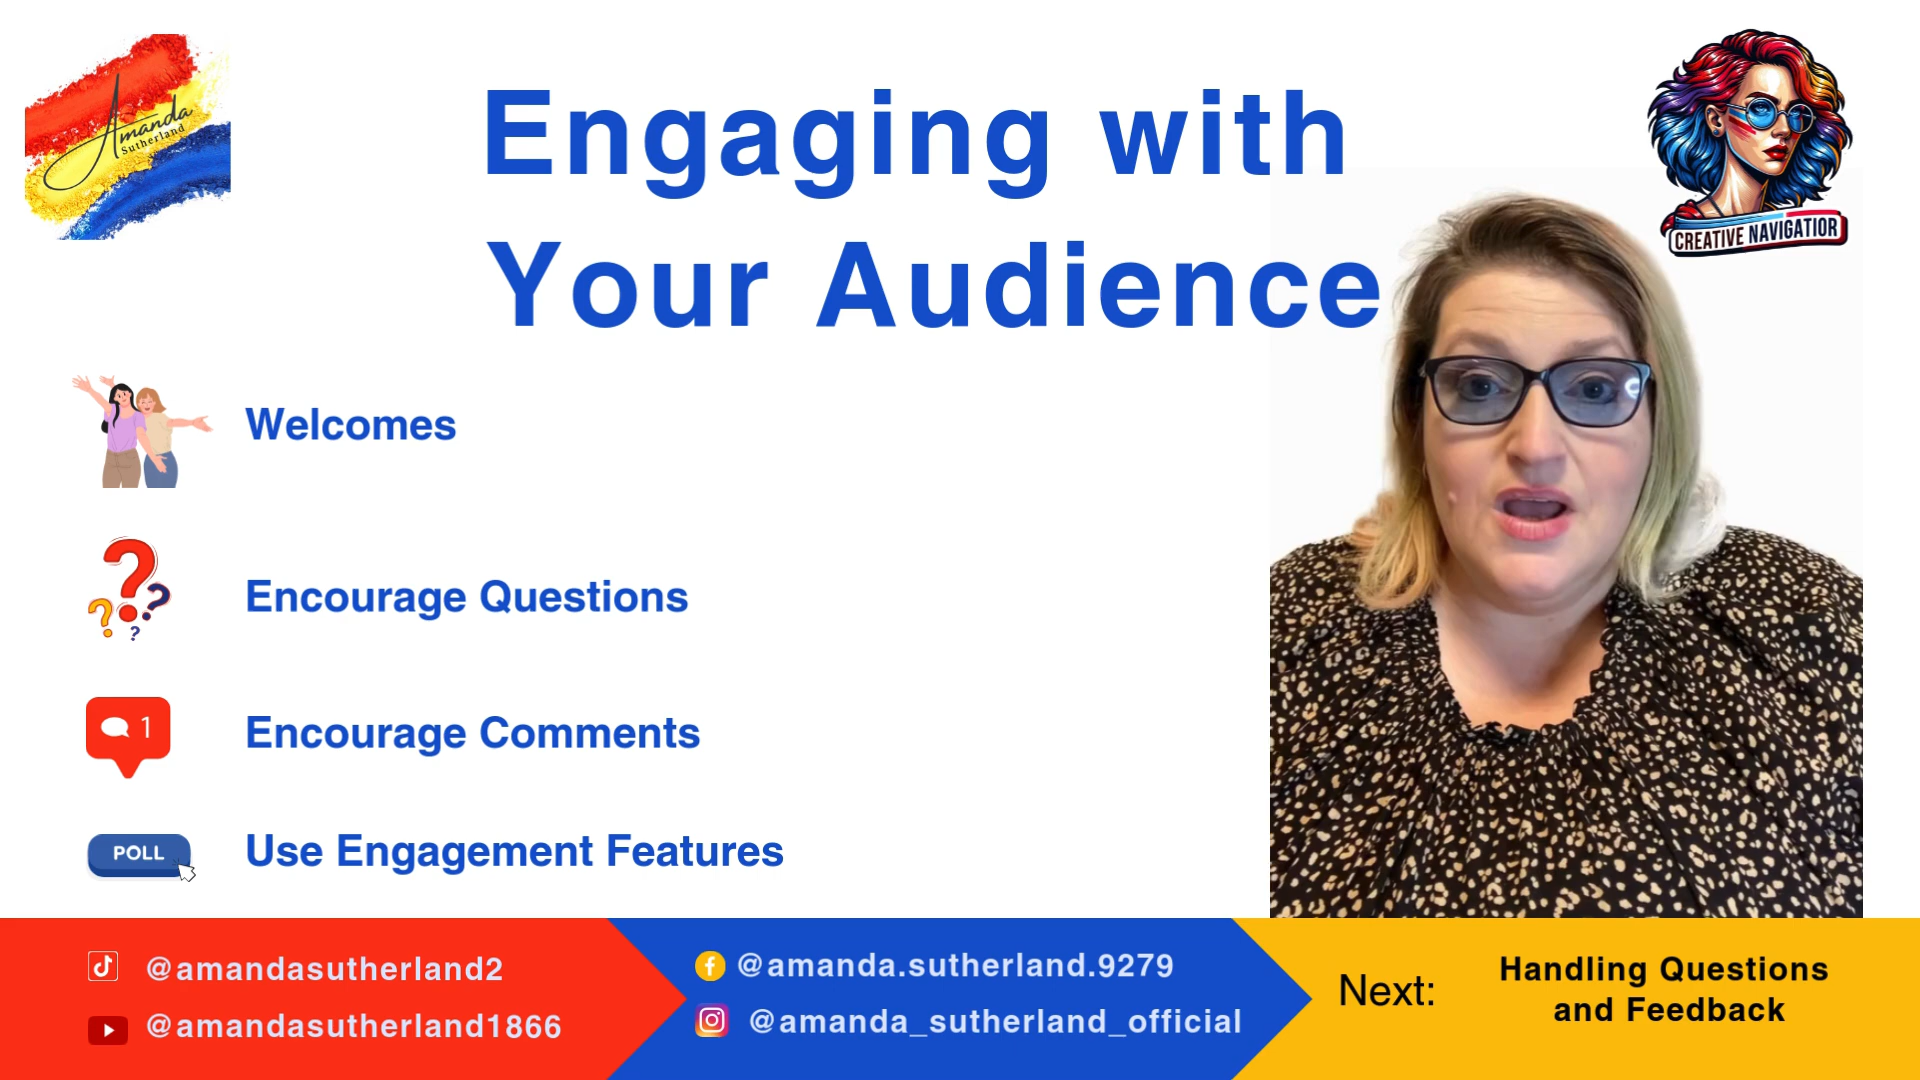 Amanda
Sutherland
Engaging with
Your Audience
CREATIVE NAVIGATIOR
Welcomes
Encourage Questions
1
Encourage Comments
POLL
Use Engagement Features
@amandasutherland2
@amandasutherland1866
@amanda.sutherland.9279
@amanda_sutherland_official
Next:
Handling Questions
and Feedback